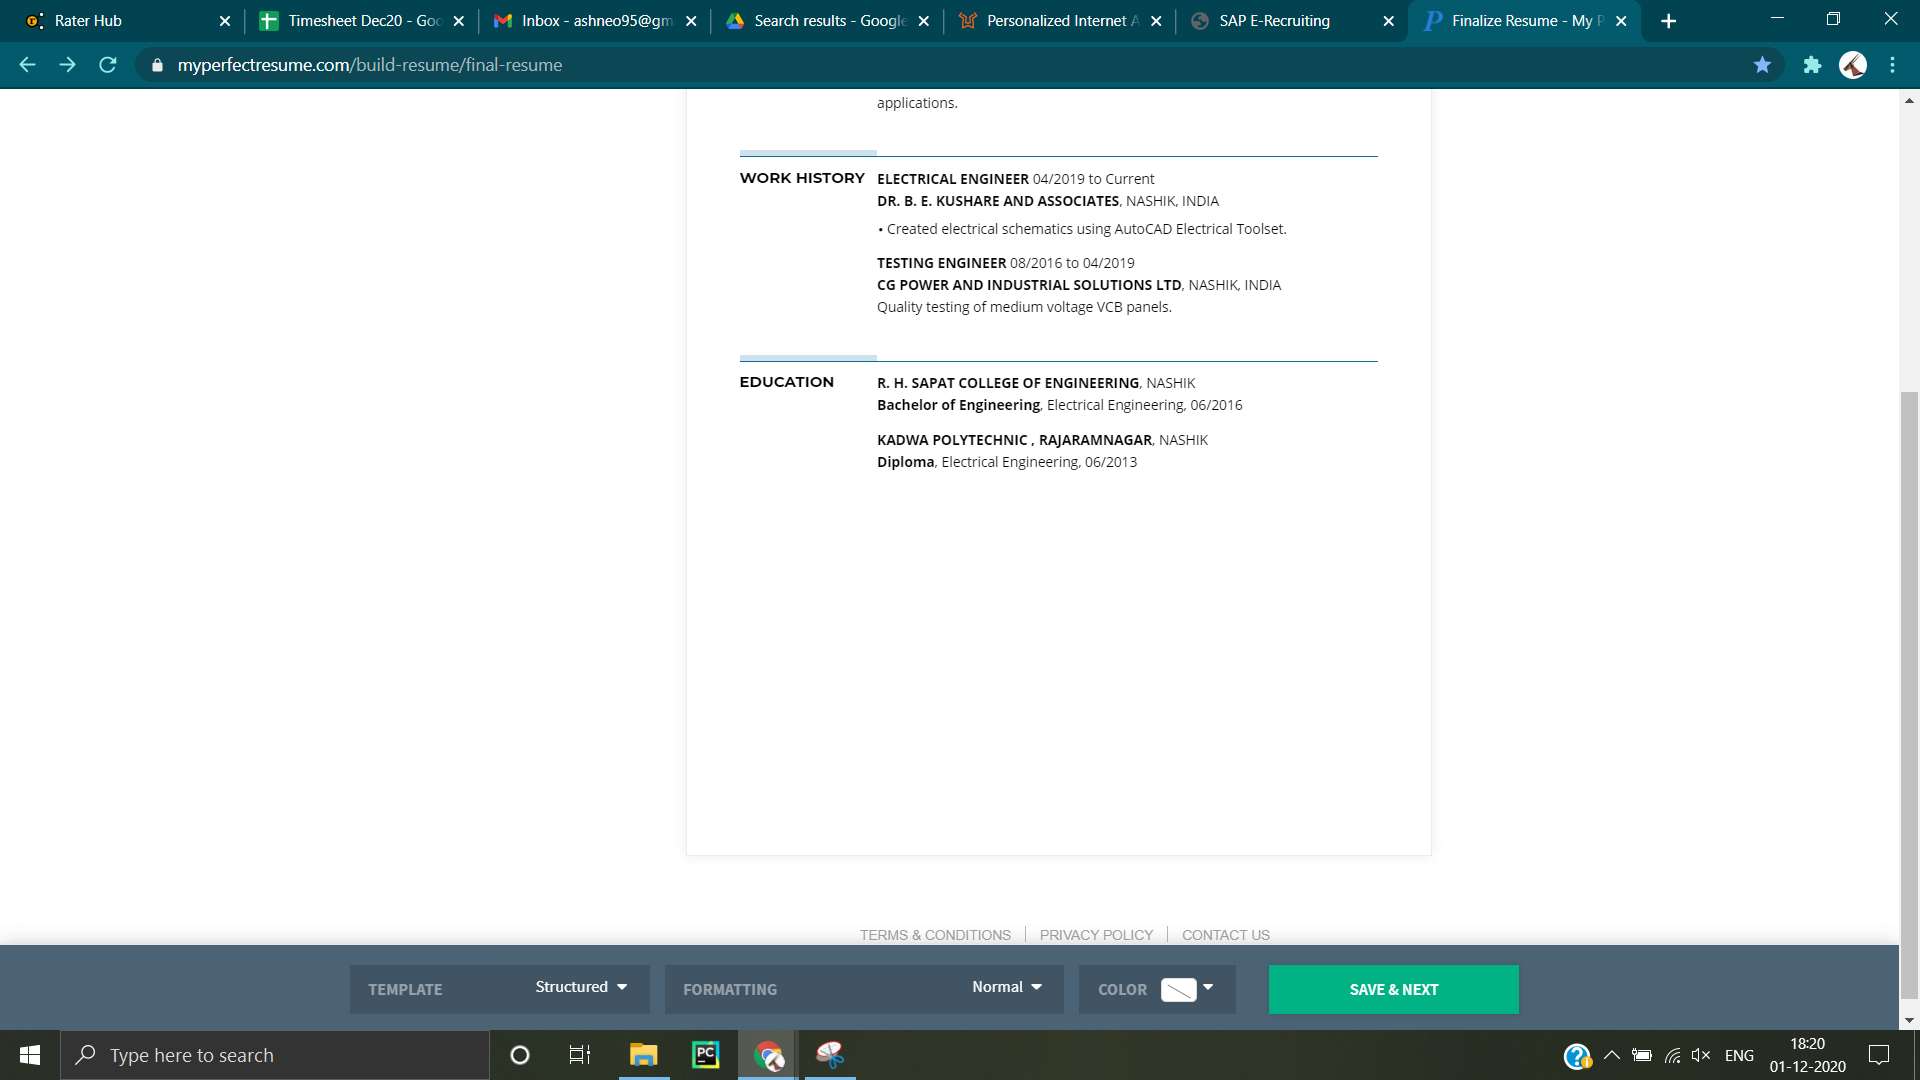 Rater Hub
Timesheet Dec20 - Goo
Inbox - ashneo95@gm
Search results - Google
Personalized Internet A
SAP E-Recruiting
Finalize Resume - My P
myperfectresume.com/build-resume/final-resume
applications.
WORK HISTORY
ELECTRICAL ENGINEER 04/2019 to Current
DR. B. E. KUSHARE AND ASSOCIATES, NASHIK, INDIA
• Created electrical schematics using AutoCAD Electrical Toolset.
TESTING ENGINEER 08/2016 to 04/2019
CG POWER AND INDUSTRIAL SOLUTIONS LTD, NASHIK, INDIA
Quality testing of medium voltage VCB panels.
EDUCATION
R. H. SAPAT COLLEGE OF ENGINEERING, NASHIK
Bachelor of Engineering, Electrical Engineering, 06/2016
KADWA POLYTECHNIC , RAJARAMNAGAR, NASHIK
Diploma, Electrical Engineering, 06/2013
TERMS & CONDITIONS
PRIVACY POLICY
CONTACT US
TEMPLATE
Structured
FORMATTING
Normal
COLOR
SAVE & NEXT
Type here to search
PC
ENG
18:20
01-12-2020